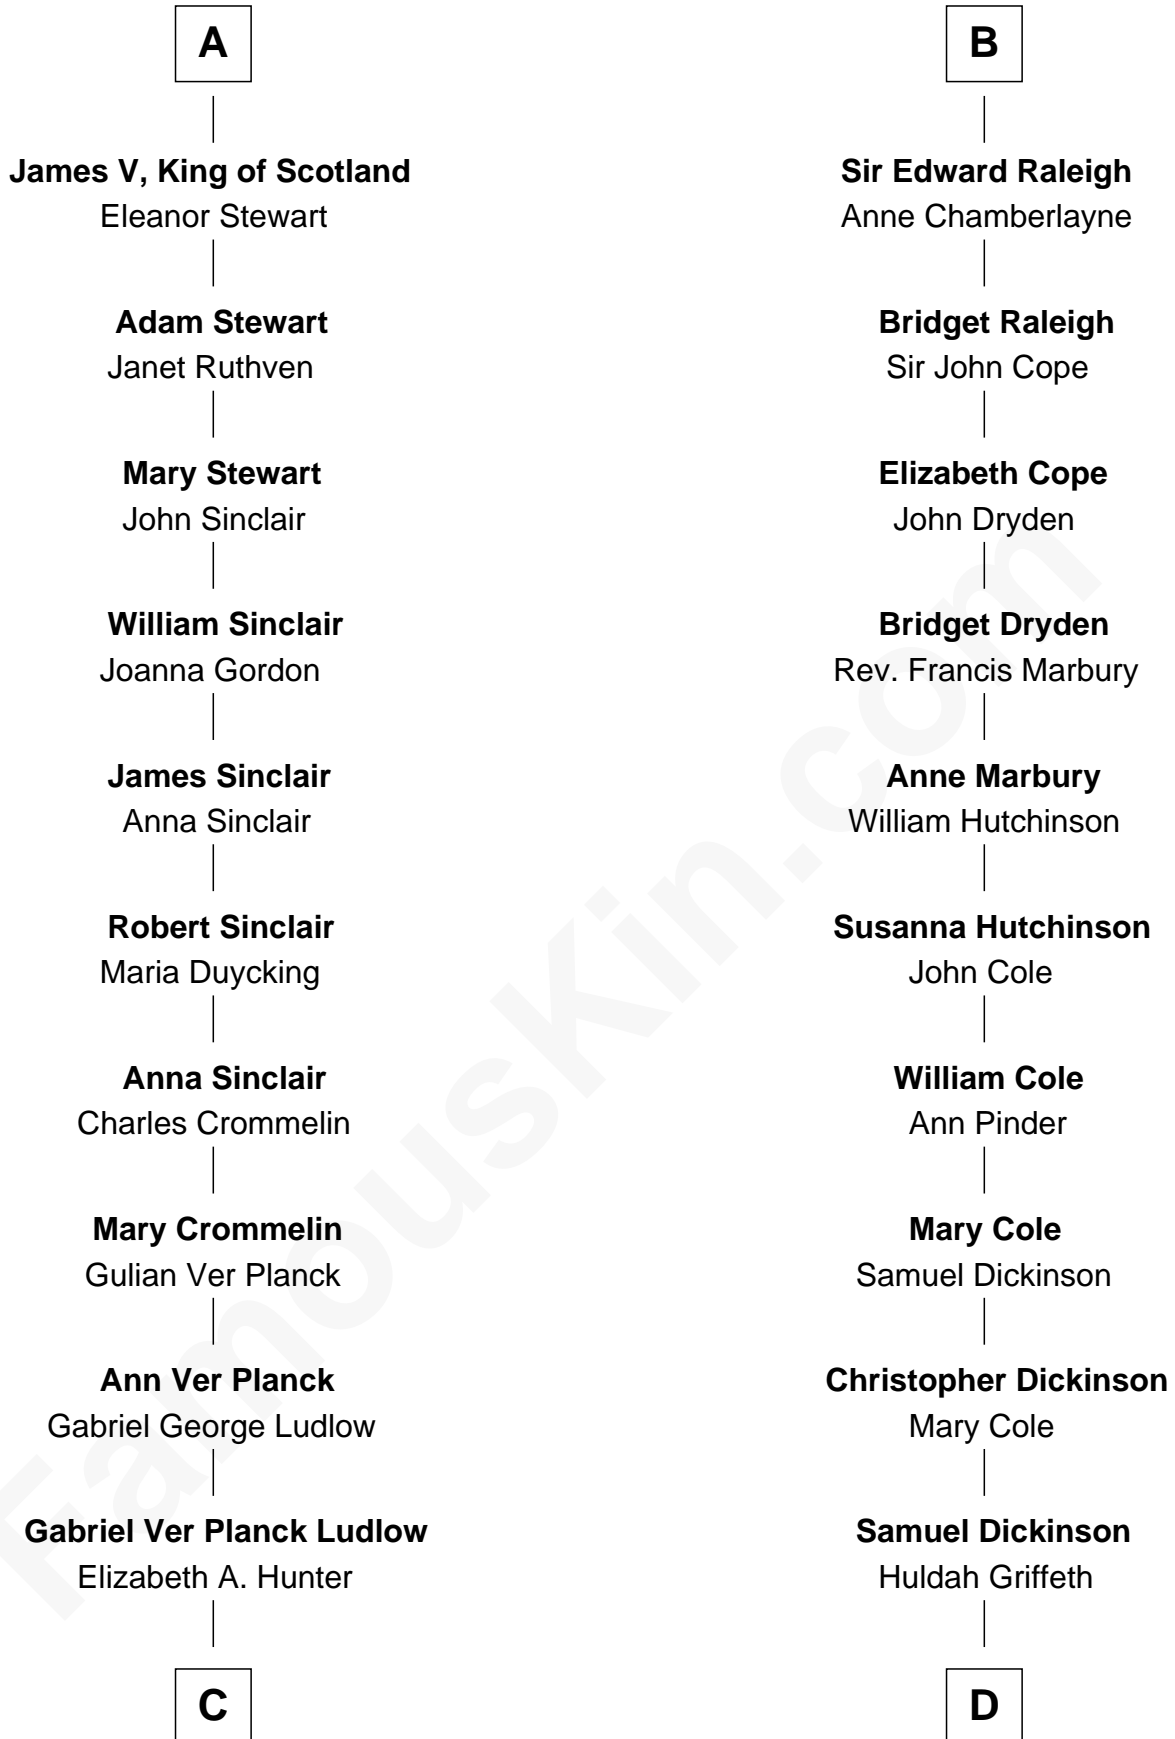 A
James V, King of Scotland
Eleanor Stewart
Adam Stewart
Janet Ruthven
Mary Stewart
John Sinclair
William Sinclair
Joanna Gordon
James Sinclair
Anna Sinclair
Robert Sinclair
Maria Duycking
Anna Sinclair
Charles Crommelin
Mary Crommelin
Gulian Ver Planck
Ann Ver Planck
Gabriel George Ludlow
Gabriel Ver Planck Ludlow
Elizabeth A. Hunter
C
B
Sir Edward Raleigh
Anne Chamberlayne
Bridget Raleigh
Sir John Cope
Elizabeth Cope
John Dryden
Bridget Dryden
Rev. Francis Marbury
Anne Marbury
William Hutchinson
Susanna Hutchinson
John Cole
William Cole
Ann Pinder
Mary Cole
Samuel Dickinson
Christopher Dickinson
Mary Cole
Samuel Dickinson
Huldah Griffeth
D
FamousKin.com